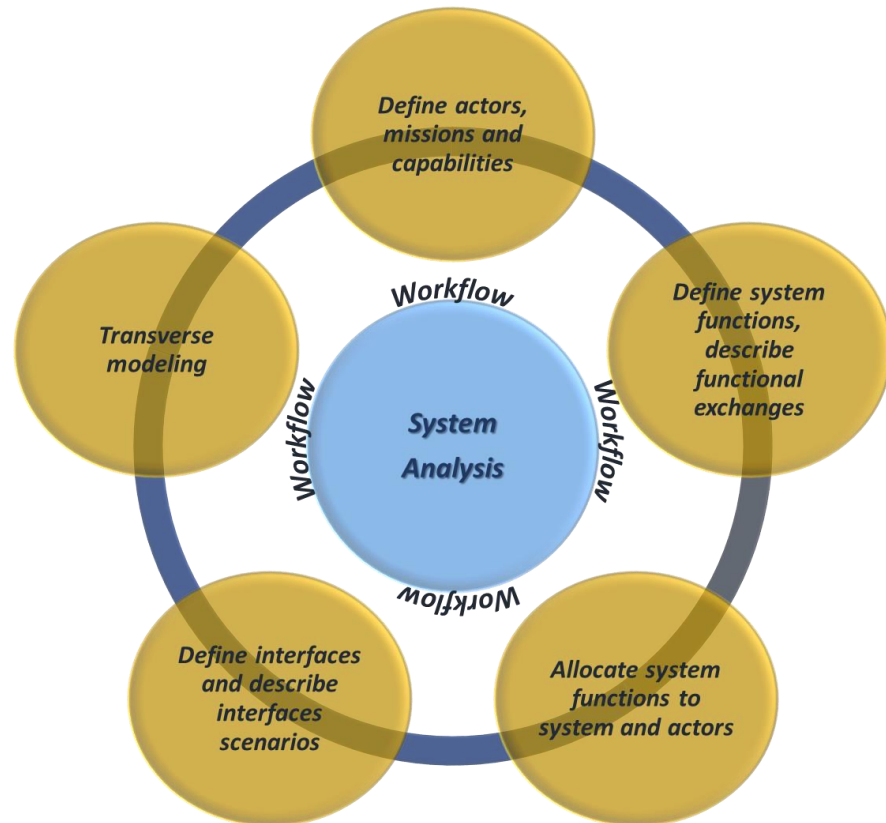 Define actors,
missions and
capabilities
Define system
functions,
describe
functional
exchanges
Allocate system
functions to
system and actors
Define interfaces
and describe
interfaces
scenarios
Transverse
modeling
Workflow
Workflow
Workflow
Workflow
System
Analysis